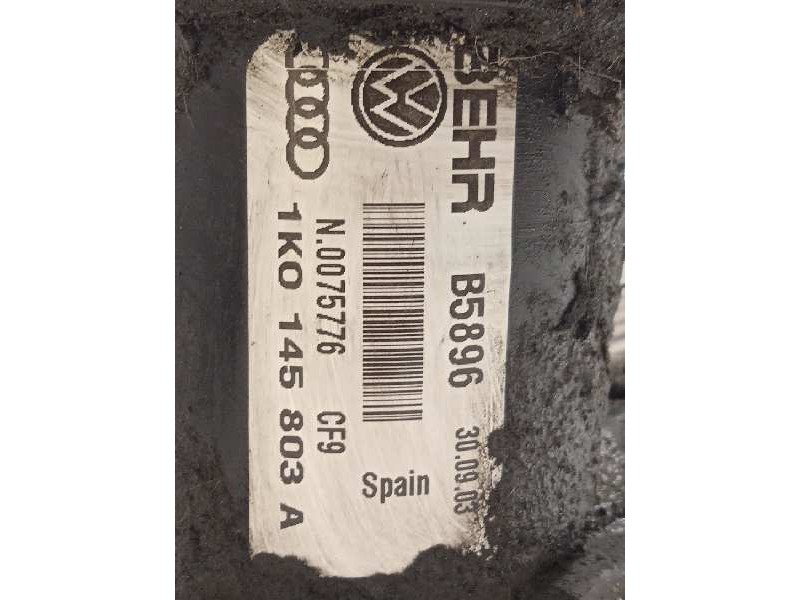 BEHR B5896 30.09.03
Spain
N.0075776 CF9
1K0 145 803 A